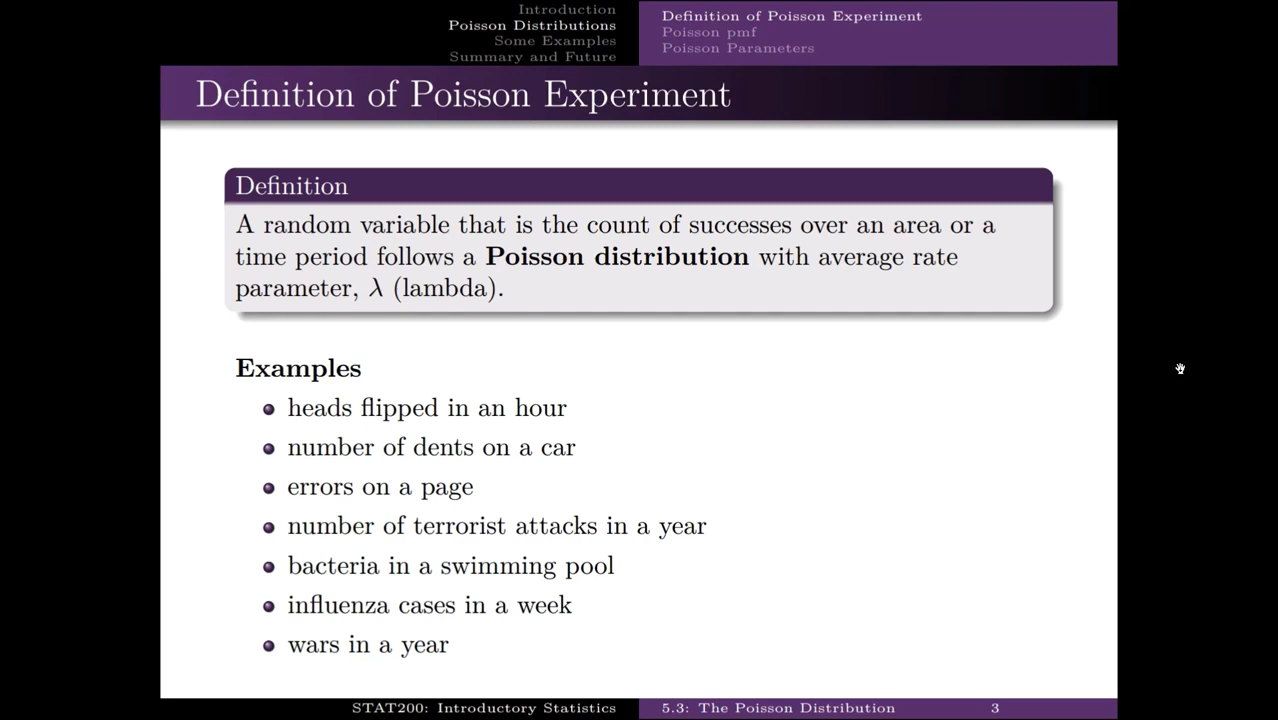 Introduction
Poisson Distributions
Some Examples
Summary and Future
Definition of Poisson Experiment
Poisson pmf
Poisson Parameters
Definition of Poisson Experiment
Definition
A random variable that is the count of successes over an area or a
time period follows a Poisson distribution with average rate
parameter, λ (lambda).
Examples
heads flipped in an hour
number of dents on a car
errors on a page
number of terrorist attacks in a year
bacteria in a swimming pool
influenza cases in a week
wars in a year
STAT200: Introductory Statistics
5.3: The Poisson Distribution
3